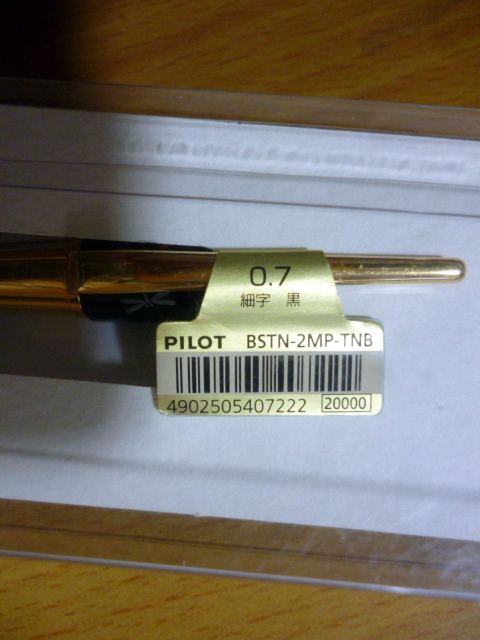 0.7
細字 黒
PILOT BSTN-2MP-TNB
4902505407222 20000